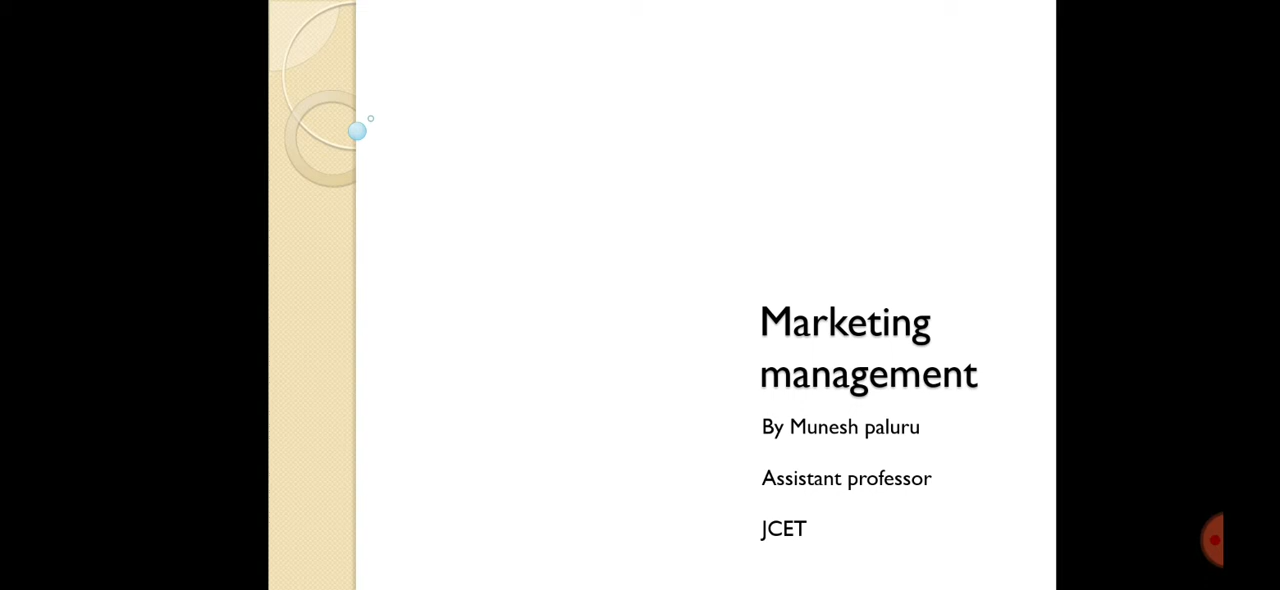 Marketing
management
By Munesh paluru
Assistant professor
JCET